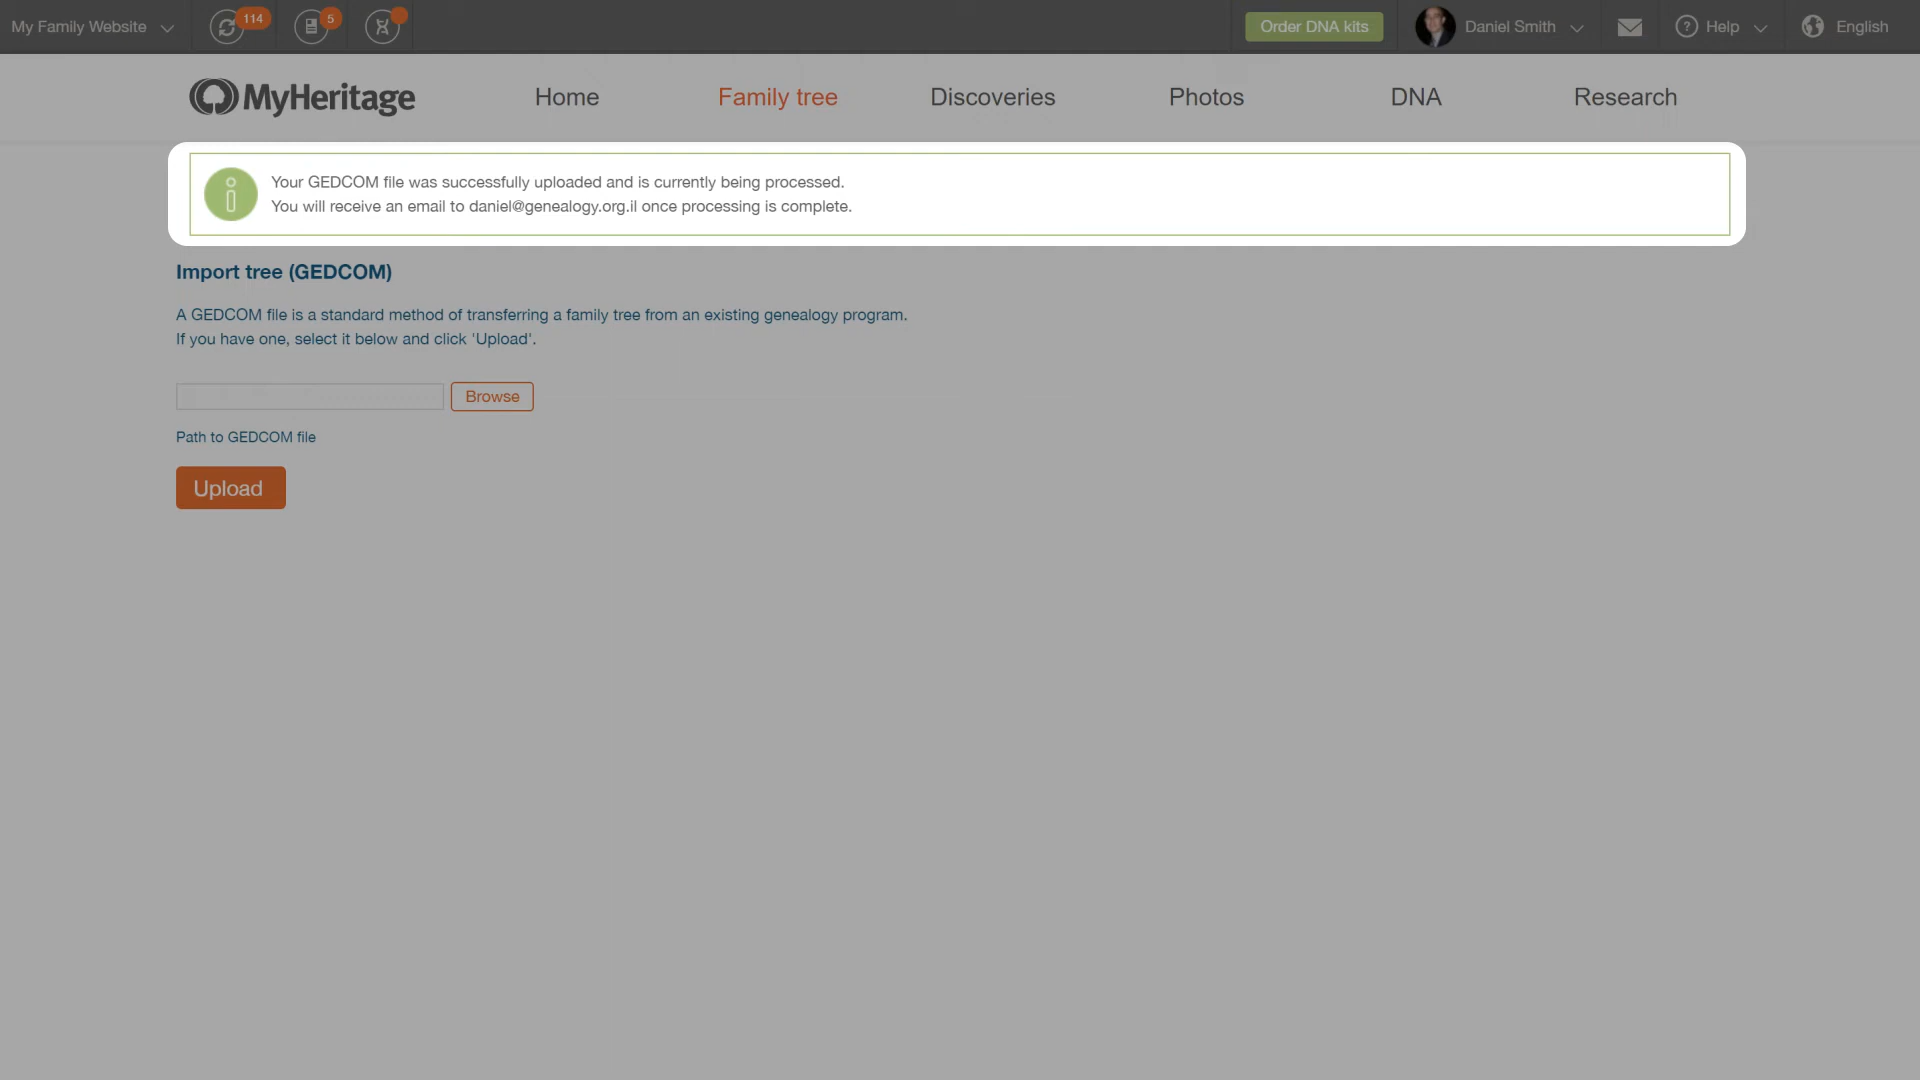 My Family Website
114
5
Order DNA kits
Daniel Smith
Help
English
MyHeritage
Home
Family tree
Discoveries
Photos
DNA
Research
Your GEDCOM file was successfully uploaded and is currently being processed.
You will receive an email to daniel@genealogy.org.il once processing is complete.
Import tree (GEDCOM)
A GEDCOM file is a standard method of transferring a family tree from an existing genealogy program.
If you have one, select it below and click 'Upload'.
Browse
Path to GEDCOM file
Upload